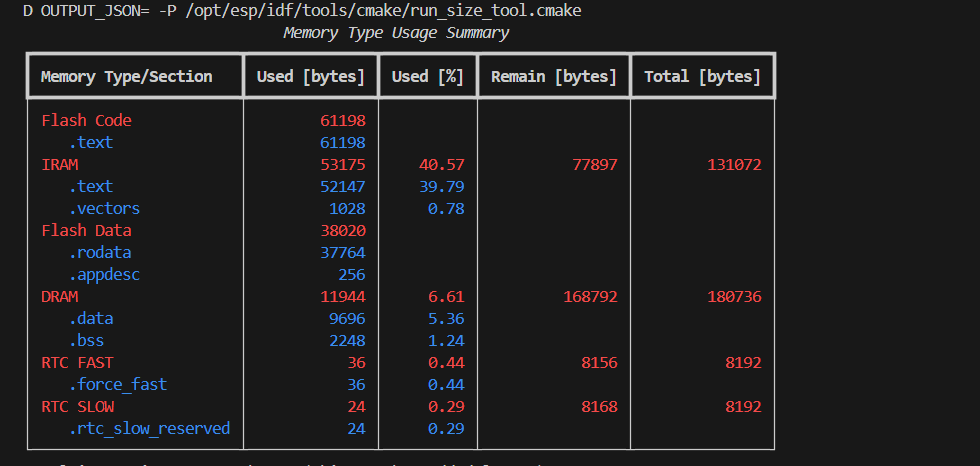 D OUTPUT_JSON= -P /opt/esp/idf/tools/cmake/run_size_tool.cmake
Memory Type Usage Summary
Memory Type/Section Used [bytes] Used [%] Remain [bytes] Total [bytes]
Flash Code 61198
.text 61198
IRAM 53175 40.57 77897 131072
.text 52147 39.79
.vectors 1028 0.78
Flash Data 38020
.rodata 37764
.appdesc 256
DRAM 11944 6.61 168792 180736
.data 9696 5.36
.bss 2248 1.24
RTC FAST 36 0.44 8156 8192
.force_fast 36 0.44
RTC SLOW 24 0.29 8168 8192
.rtc_slow_reserved 24 0.29